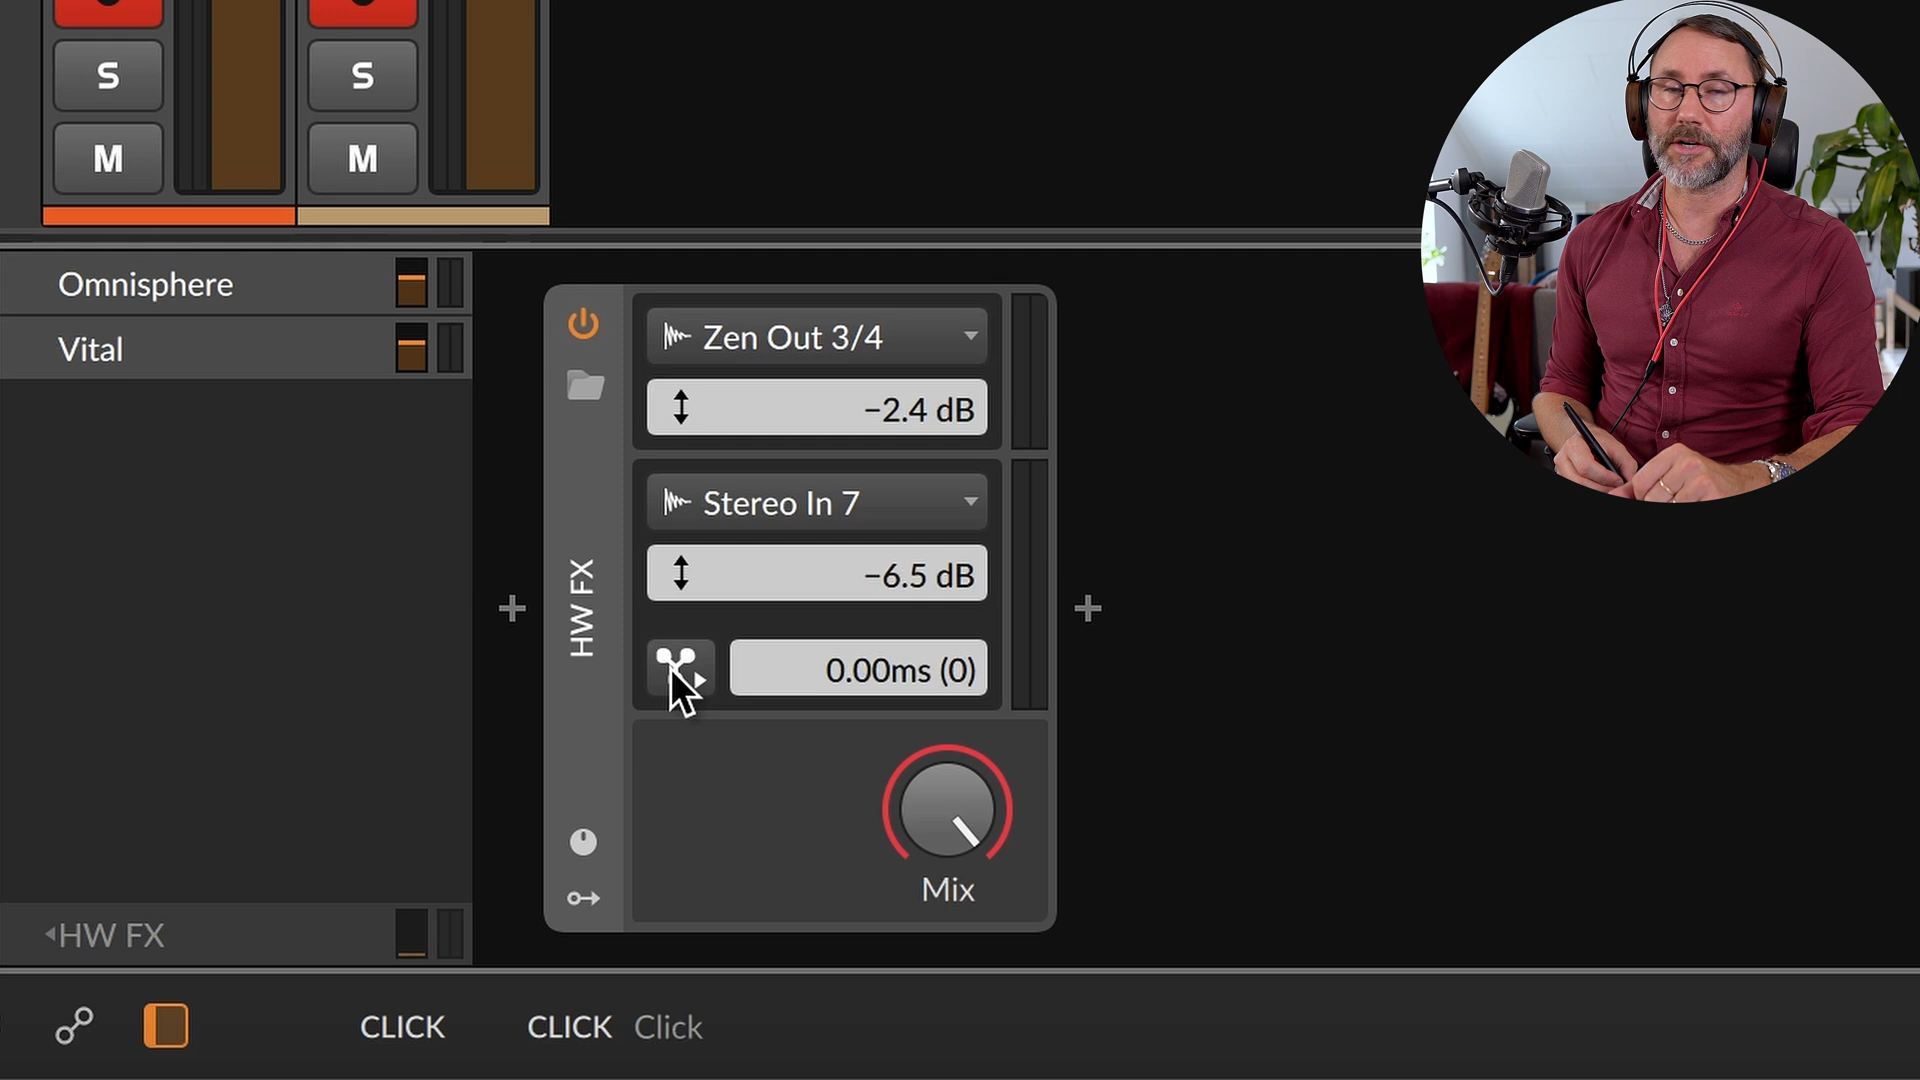 S
S
M
M
Omnisphere
Vital
Zen Out 3/4
−2.4 dB
Stereo In 7
−6.5 dB
HW FX
0.00ms (0)
Mix
HW FX
CLICK
CLICK Click